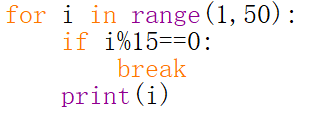 for i in range(1,50):
    if i%15==0:
        break
    print(i)